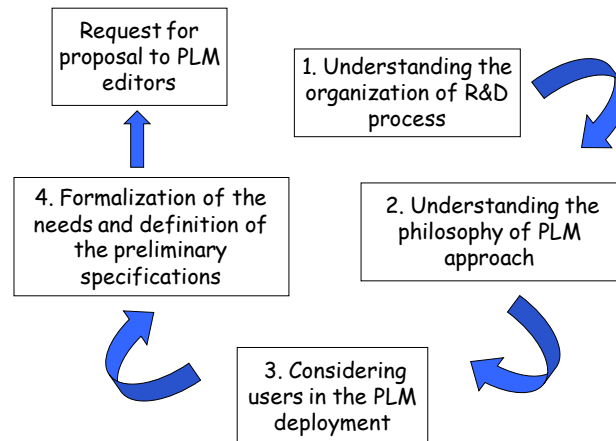 Request for
proposal to PLM
editors
1. Understanding the
organization of R&D
process
4. Formalization of the
needs and definition of
the preliminary
specifications
2. Understanding the
philosophy of PLM
approach
3. Considering
users in the PLM
deployment